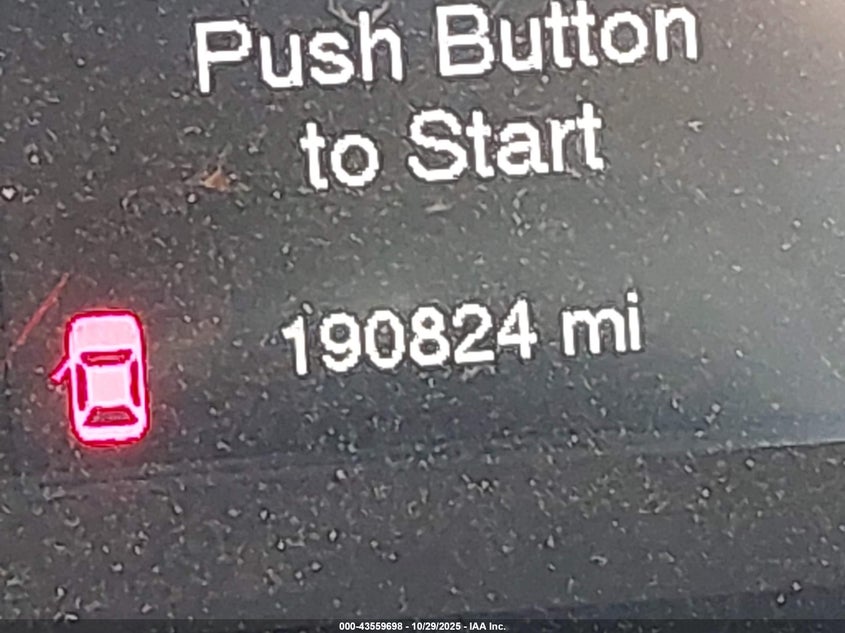 Push Button
to Start
190824 mi
000-43559698 - 10/29/2025 - IAA Inc.